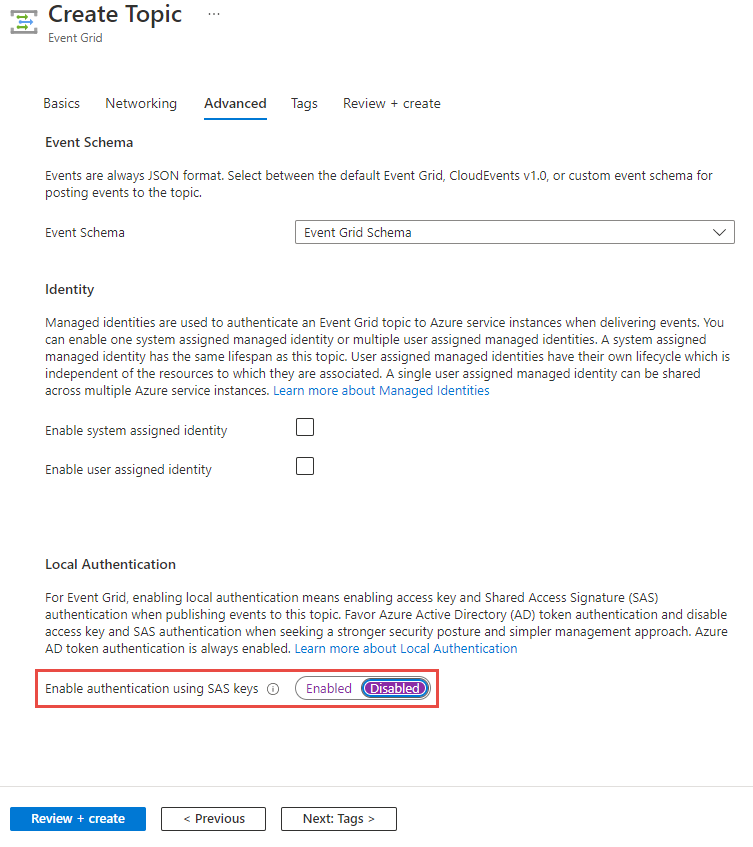 Create Topic ...
Event Grid
Basics Networking Advanced Tags Review + create
Event Schema
Events are always JSON format. Select between the default Event Grid, CloudEvents v1.0, or custom event schema for
posting events to the topic.
Event Schema Event Grid Schema
Identity
Managed identities are used to authenticate an Event Grid topic to Azure service instances when delivering events. You
can enable one system assigned managed identity or multiple user assigned managed identities. A system assigned
managed identity has the same lifespan as this topic. User assigned managed identities have their own lifecycle which is
independent of the resources to which they are associated. A single user assigned managed identity can be shared
across multiple Azure service instances. Learn more about Managed Identities
Enable system assigned identity
Enable user assigned identity
Local Authentication
For Event Grid, enabling local authentication means enabling access key and Shared Access Signature (SAS)
authentication when publishing events to this topic. Favor Azure Active Directory (AD) token authentication and disable
access key and SAS authentication when seeking a stronger security posture and simpler management approach. Azure
AD token authentication is always enabled. Learn more about Local Authentication
Enable authentication using SAS keys Enabled Disabled
Review + create < Previous Next: Tags >